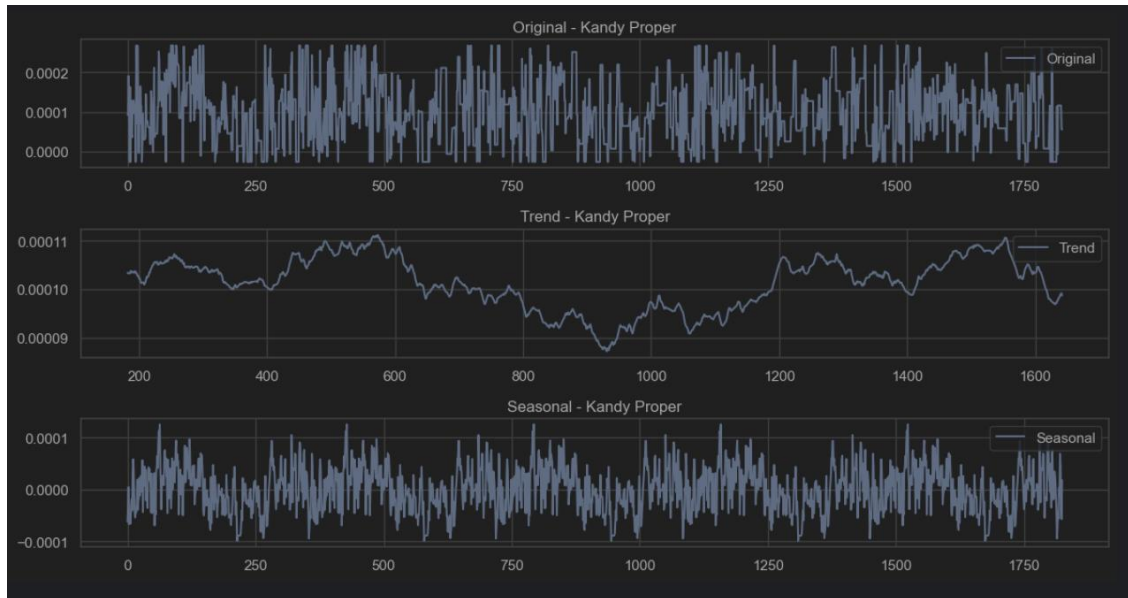 Original - Kandy Proper
Original
0.0002
0.0001
0.0000
0 250 500 750 1000 1250 1500 1750
Trend - Kandy Proper
Trend
0.00011
0.00010
0.00009
200 400 600 800 1000 1200 1400 1600
Seasonal - Kandy Proper
Seasonal
0.0001
0.0000
−0.0001
0 250 500 750 1000 1250 1500 1750